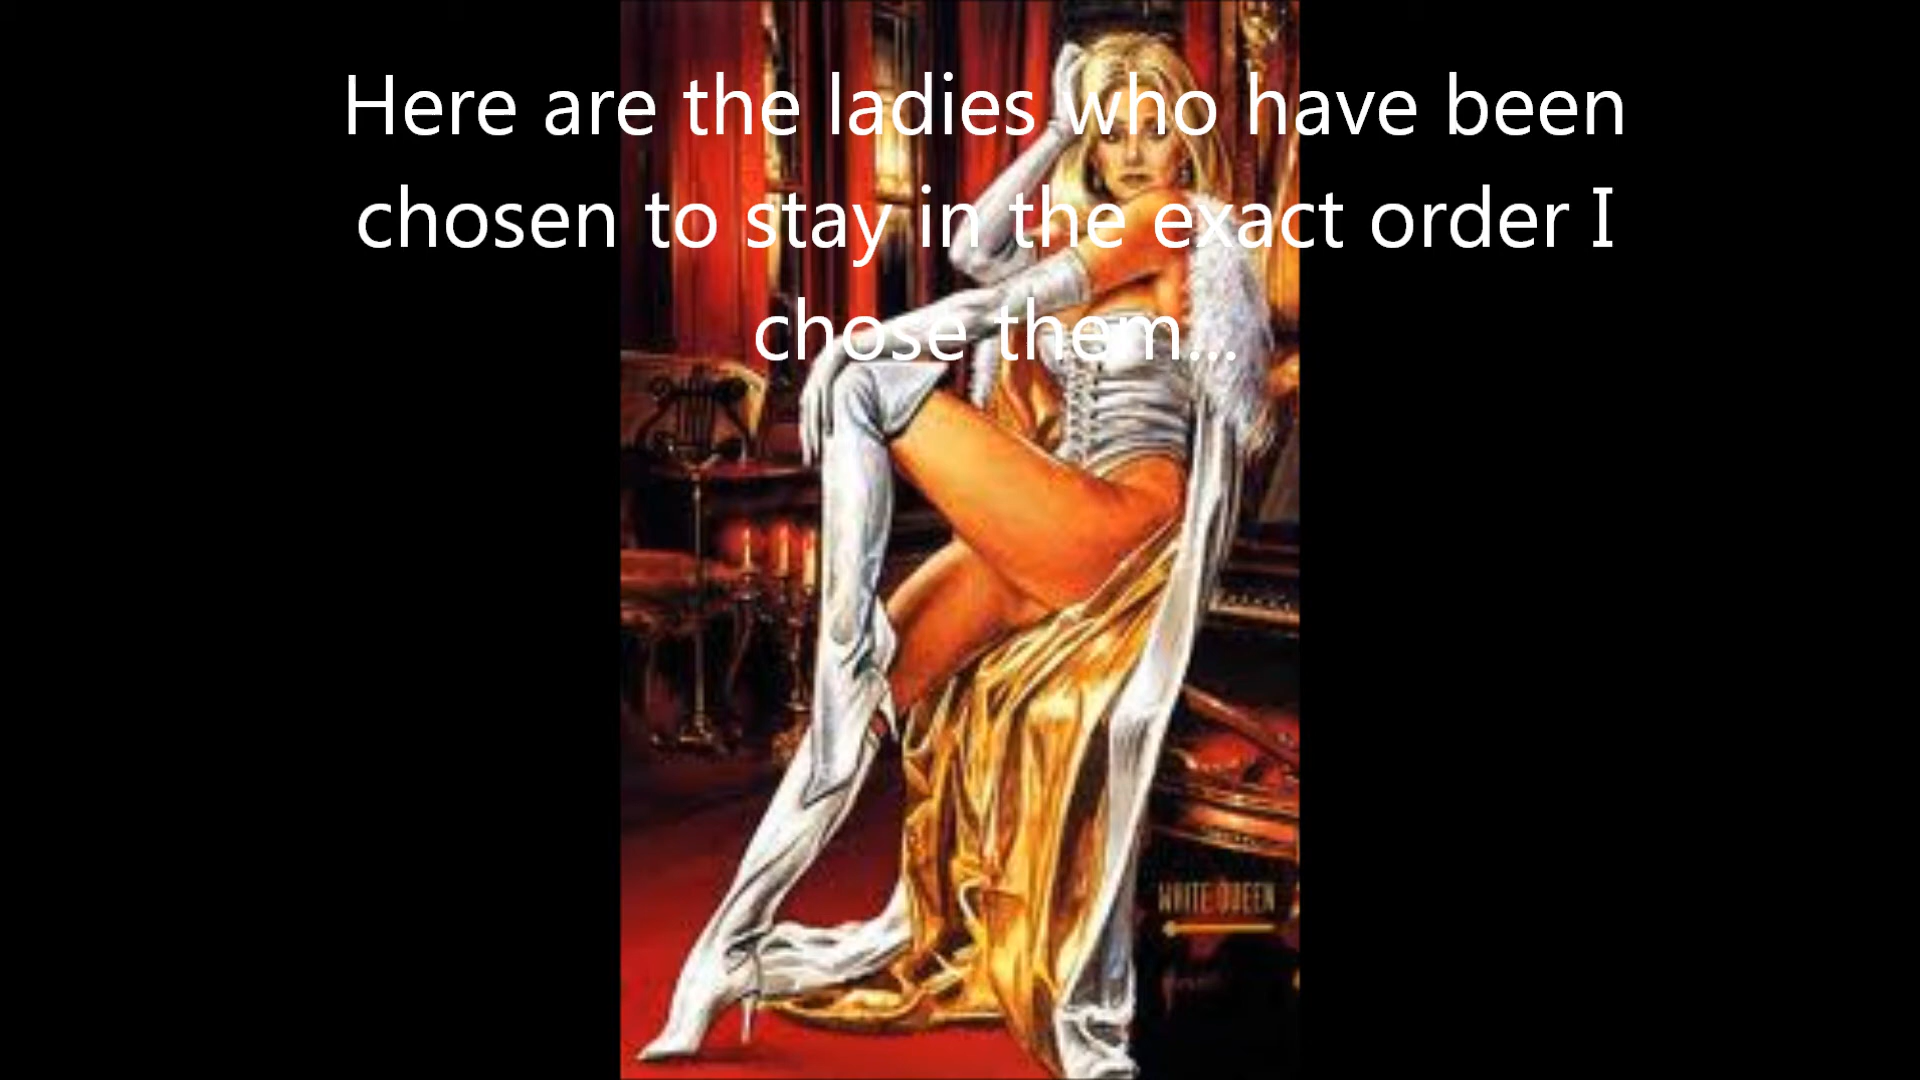 Here are the ladies who have been
chosen to stay in the exact order I
chose them...
WHITE QUEEN